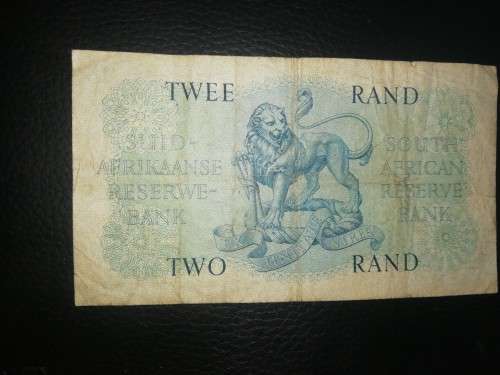 TWEE RAND
SUID- SOUTH
AFRIKAANSE AFRICAN
RESERWE- RESERVE
BANK BANK
TWO RAND